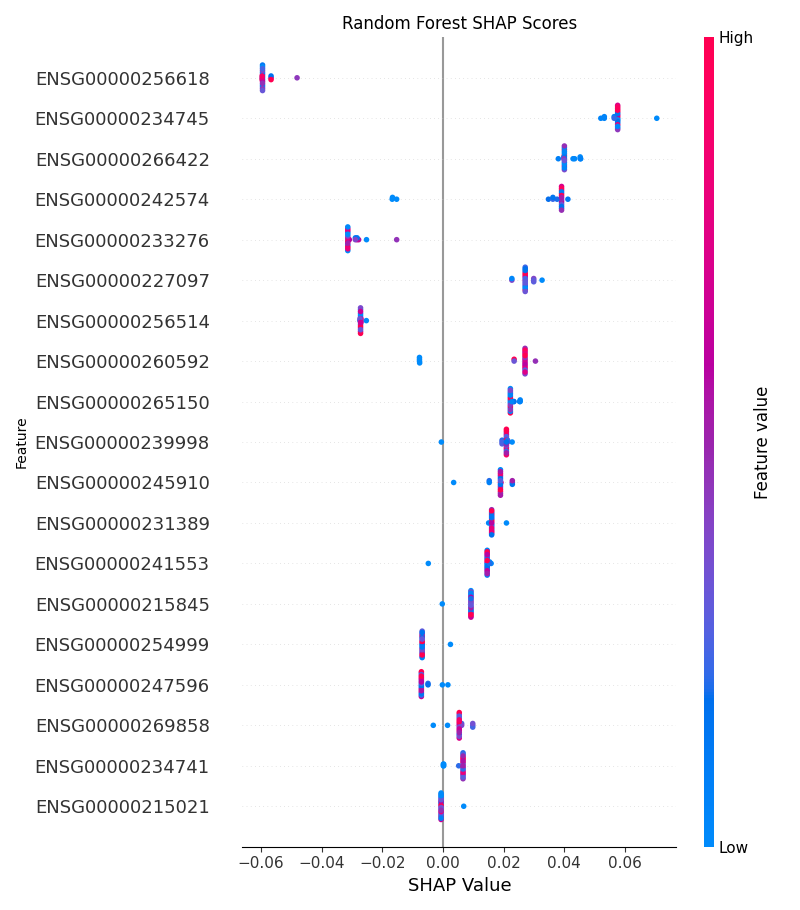 Random Forest SHAP Scores
High
ENSG00000256618
ENSG00000234745
ENSG00000266422
ENSG00000242574
ENSG00000233276
ENSG00000227097
ENSG00000256514
ENSG00000260592
ENSG00000265150
ENSG00000239998
ENSG00000245910
ENSG00000231389
ENSG00000241553
ENSG00000215845
ENSG00000254999
ENSG00000247596
ENSG00000269858
ENSG00000234741
ENSG00000215021
Feature
Feature value
Low
−0.06 −0.04 −0.02 0.00 0.02 0.04 0.06
SHAP Value